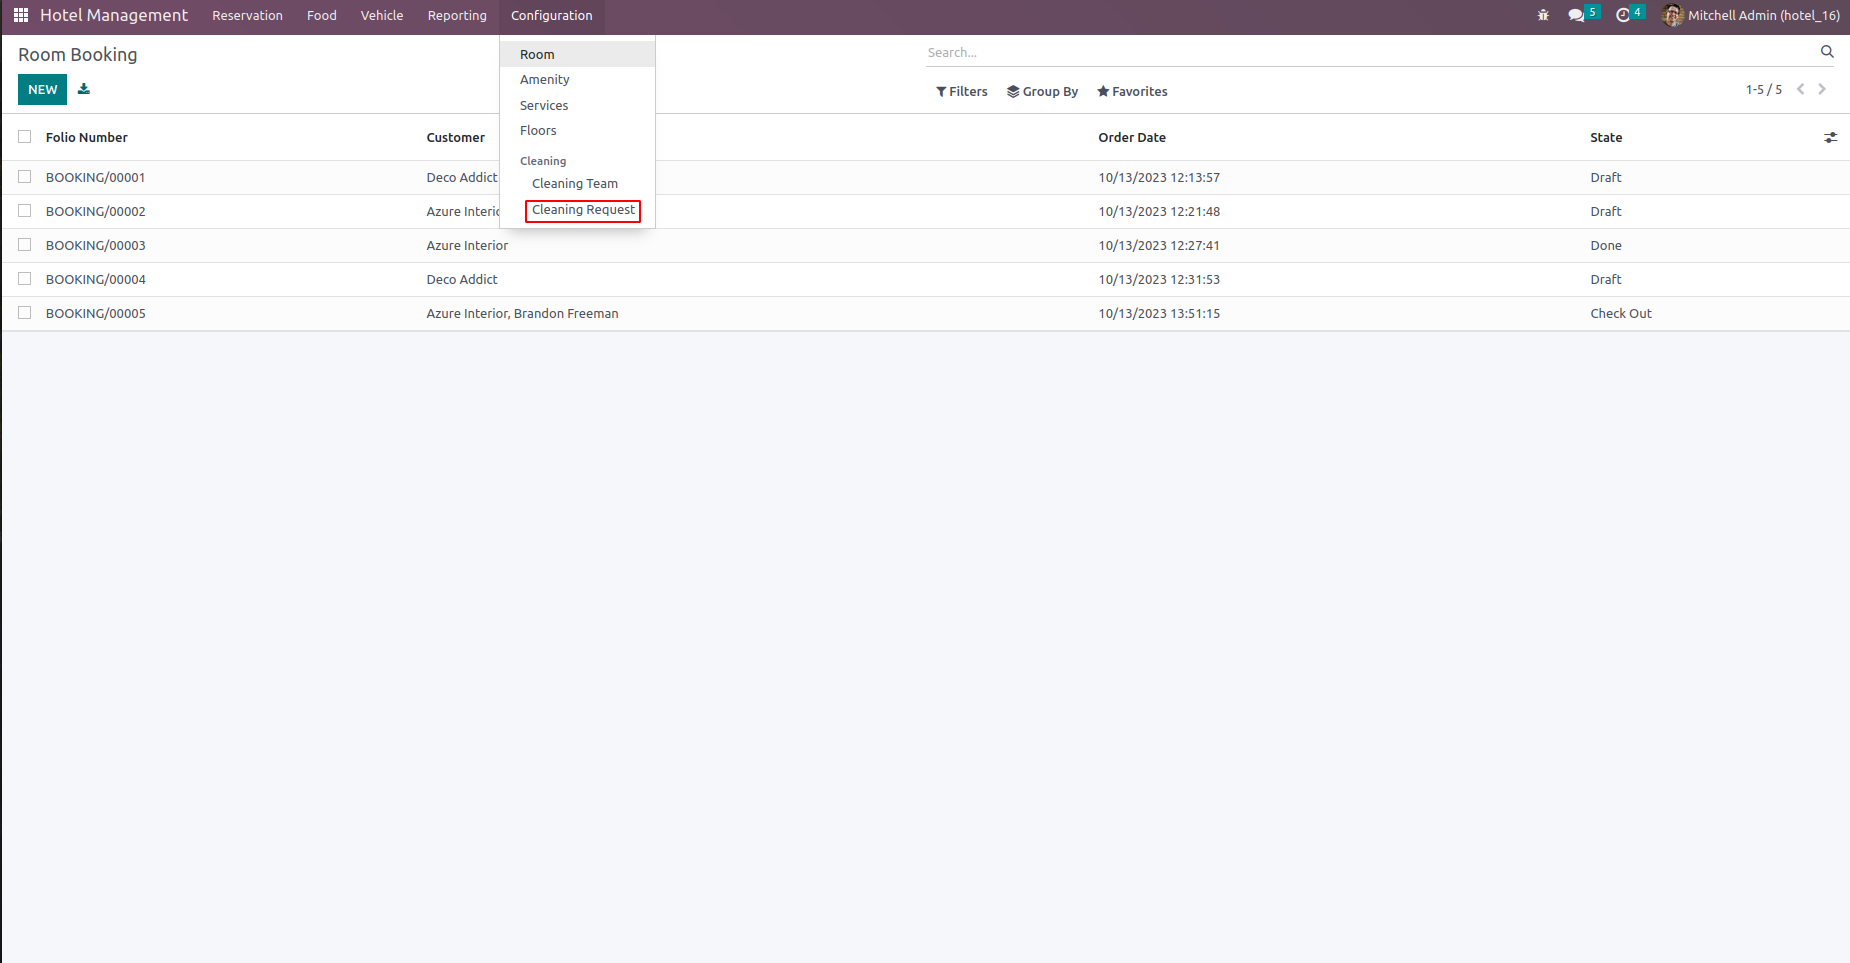 Hotel Management Reservation Food Vehicle Reporting Configuration 5 4 Mitchell Admin (hotel_16)
Room Booking
Search...
NEW
Filters Group By Favorites 1-5 / 5
Room
Amenity
Services
Floors
Cleaning
Cleaning Team
Cleaning Request
Folio Number Customer Order Date State
BOOKING/00001 Deco Addict 10/13/2023 12:13:57 Draft
BOOKING/00002 Azure 10/13/2023 12:21:48 Draft
BOOKING/00003 Azure Interior 10/13/2023 12:27:41 Done
BOOKING/00004 Deco Addict 10/13/2023 12:31:53 Draft
BOOKING/00005 Azure Interior, Brandon Freeman 10/13/2023 13:51:15 Check Out